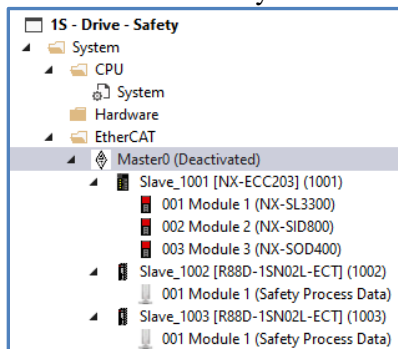 1S - Drive - Safety
System
CPU
System
Hardware
EtherCAT
Master0 (Deactivated)
Slave_1001 [NX-ECC203] (1001)
001 Module 1 (NX-SL3300)
002 Module 2 (NX-SID800)
003 Module 3 (NX-SOD400)
Slave_1002 [R88D-1SN02L-ECT] (1002)
001 Module 1 (Safety Process Data)
Slave_1003 [R88D-1SN02L-ECT] (1003)
001 Module 1 (Safety Process Data)